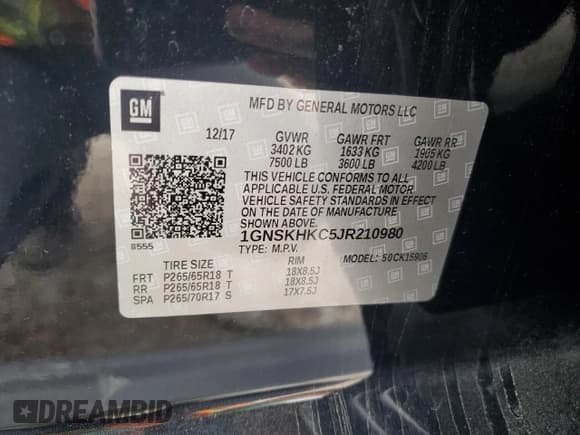 GM
MFD BY GENERAL MOTORS LLC
12/17 GVWR GAWR FRT GAWR RR
3402 KG 1633 KG 1905 KG
7500 LB 3600 LB 4200 LB
THIS VEHICLE CONFORMS TO ALL
APPLICABLE U.S. FEDERAL MOTOR
VEHICLE SAFETY STANDARDS IN EFFECT
ON THE DATE OF MANUFACTURE
SHOWN ABOVE.
8555
1GNSKHKC5JR210980
TYPE: M.P.V. MODEL: 50CK15906
TIRE SIZE RIM
FRT P265/65R18 T 18X8.5J
RR P265/65R18 T 18X8.5J
SPA P265/70R17 S 17X7.5J
DREAMBID